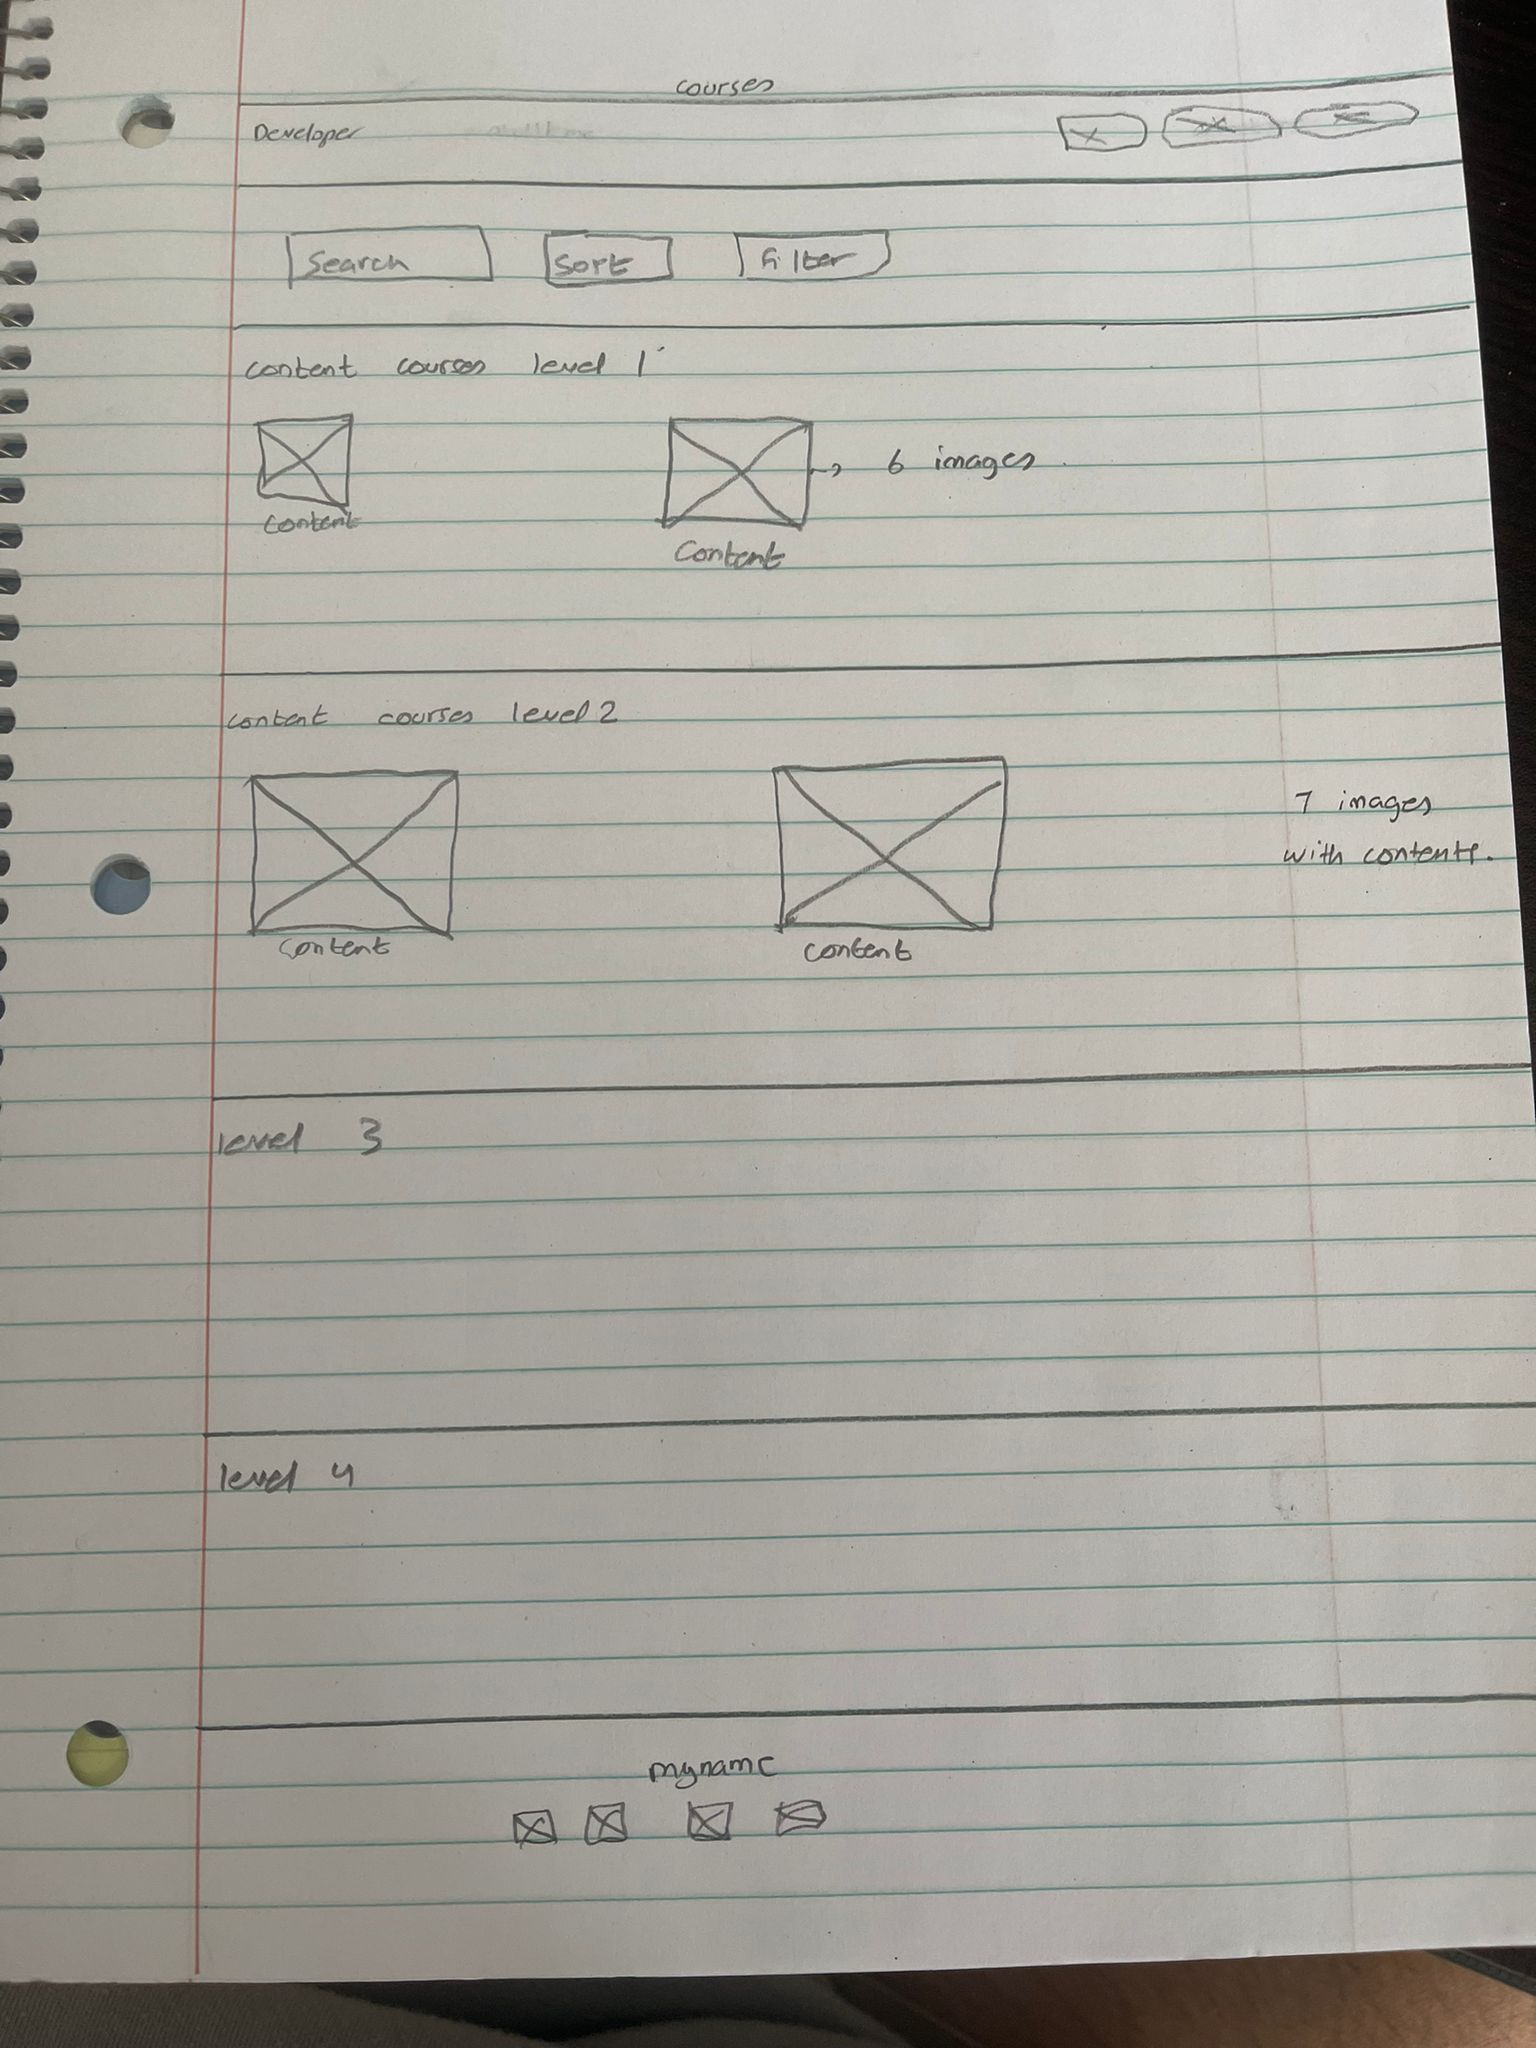 courses
Developer
Search Sort Filter
content courses level 1
6 images
content content
content courses level 2
7 images
with contents.
content content
level 3
level 4
myname